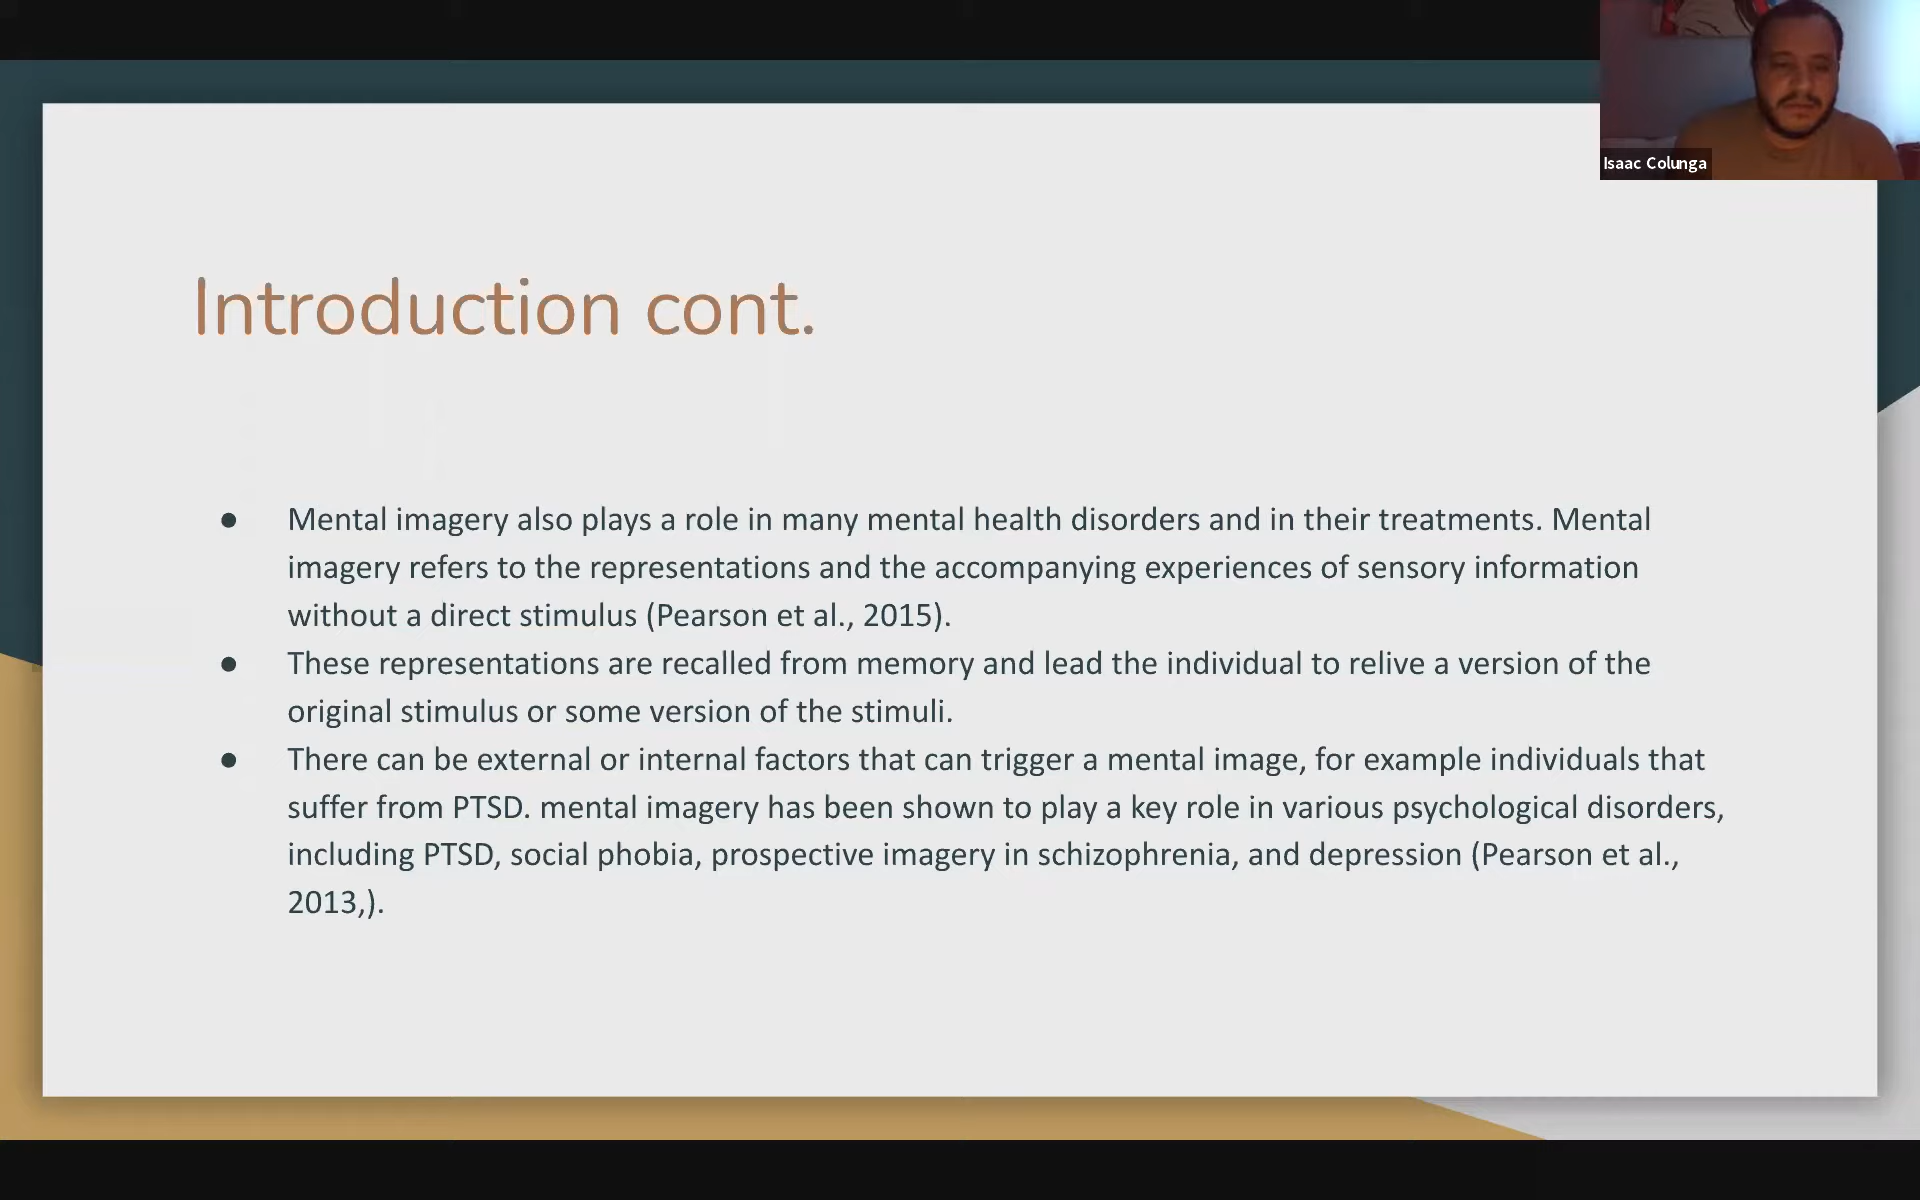 Isaac Colunga
Introduction cont.
● Mental imagery also plays a role in many mental health disorders and in their treatments. Mental
imagery refers to the representations and the accompanying experiences of sensory information
without a direct stimulus (Pearson et al., 2015).
● These representations are recalled from memory and lead the individual to relive a version of the
original stimulus or some version of the stimuli.
● There can be external or internal factors that can trigger a mental image, for example individuals that
suffer from PTSD. mental imagery has been shown to play a key role in various psychological disorders,
including PTSD, social phobia, prospective imagery in schizophrenia, and depression (Pearson et al.,
2013,).